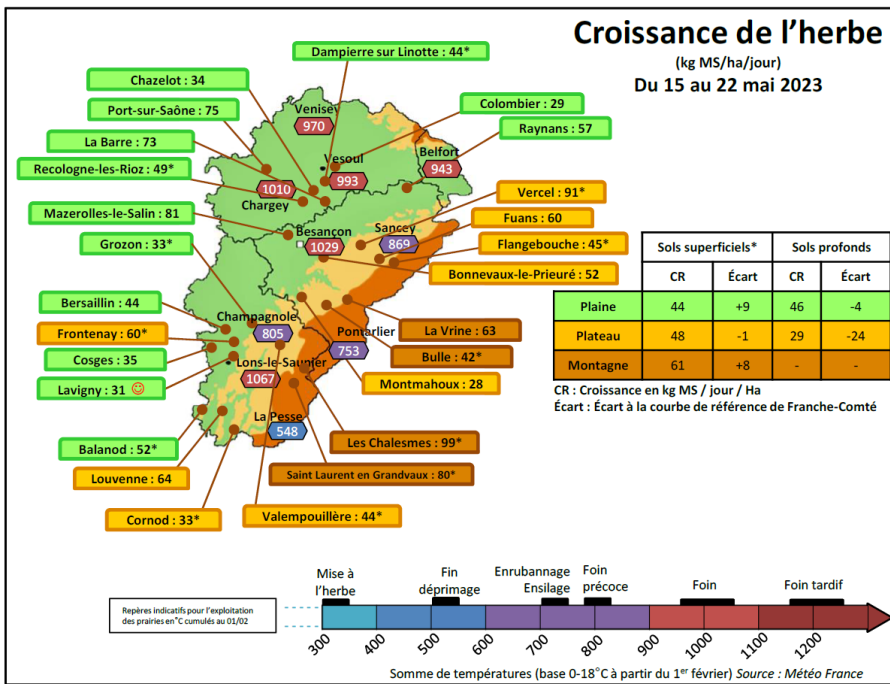 Croissance de l’herbe
(kg MS/ha/jour)
Du 15 au 22 mai 2023
Dampierre sur Linotte : 44*
Chazelot : 34
Port-sur-Saône : 75
Colombier : 29
Venisey
970
La Barre : 73
Raynans : 57
Recologne-les-Rioz : 49*
Vesoul
993
Belfort
943
1010
Chargey
Vercel : 91*
Mazerolles-le-Salin : 81
Fuans : 60
Grozon : 33*
Besançon
1029
Sancey
869
Flangebouche : 45*
Bonnevaux-le-Prieuré : 52
Bersaillin : 44
Champagnole
805
Frontenay : 60*
La Vrine : 63
Pontarlier
753
Cosges : 35
Bulle : 42*
Lons-le-Saunier
1067
Lavigny : 31
Montmahoux : 28
La Pesse
548
Les Chalesmes : 99*
Balanod : 52*
Saint Laurent en Grandvaux : 80*
Louvenne : 64
Cornod : 33*
Valempouillère : 44*
Sols superficiels* Sols profonds
CR Écart CR Écart
Plaine 44 +9 46 -4
Plateau 48 -1 29 -24
Montagne 61 +8 - -
CR : Croissance en kg MS / jour / Ha
Écart : Écart à la courbe de référence de Franche-Comté
Repères indicatifs pour l'exploitation
des prairies en°C cumulés au 01/02
Mise à
l'herbe
Fin
déprimage
Enrubannage
Ensilage
Foin
précoce
Foin
Foin tardif
300 400 500 600 700 800 900 1000 1100 1200
Somme de températures (base 0-18°C à partir du 1er février) Source : Météo France